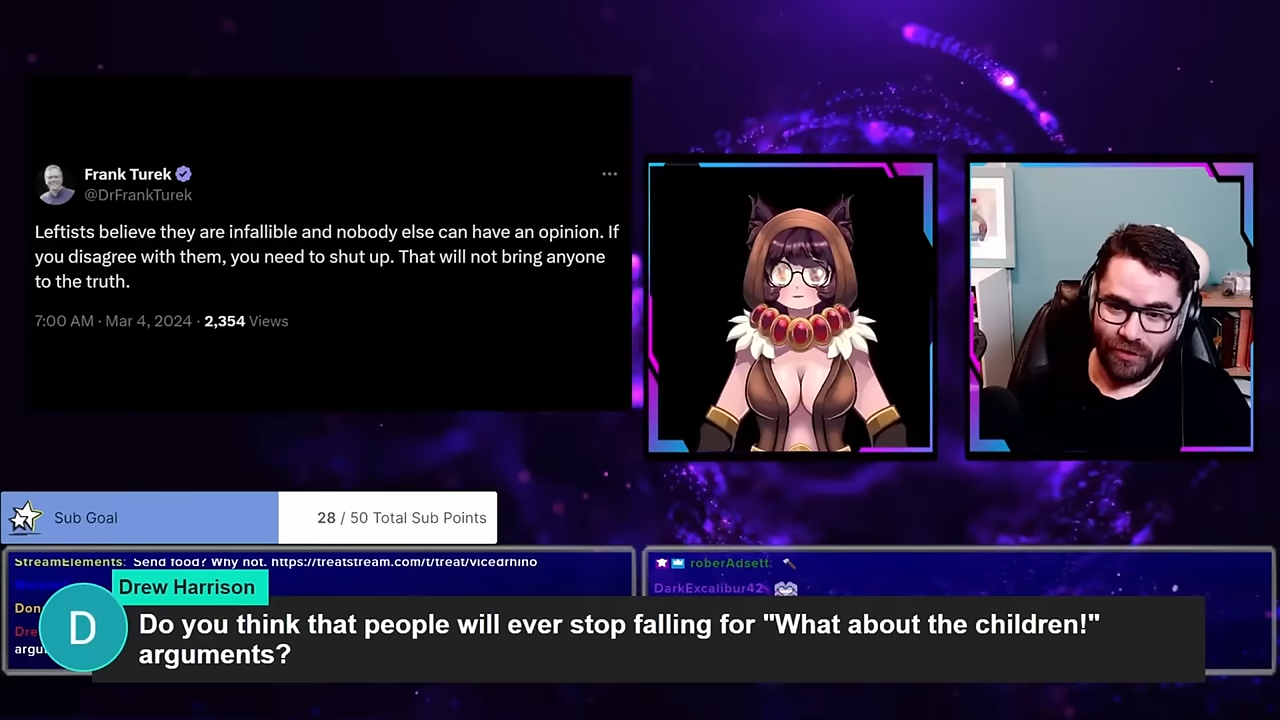 Frank Turek
@DrFrankTurek
Leftists believe they are infallible and nobody else can have an opinion. If
you disagree with them, you need to shut up. That will not bring anyone
to the truth.
7:00 AM · Mar 4, 2024 · 2,354 Views
Sub Goal
28 / 50 Total Sub Points
StreamElements: Send food? Why not. https://treatstream.com/t/treat/vicedrhino
roberAdsett:
DarkExcalibur42
Drew Harrison
D
Do you think that people will ever stop falling for "What about the children!"
arguments?